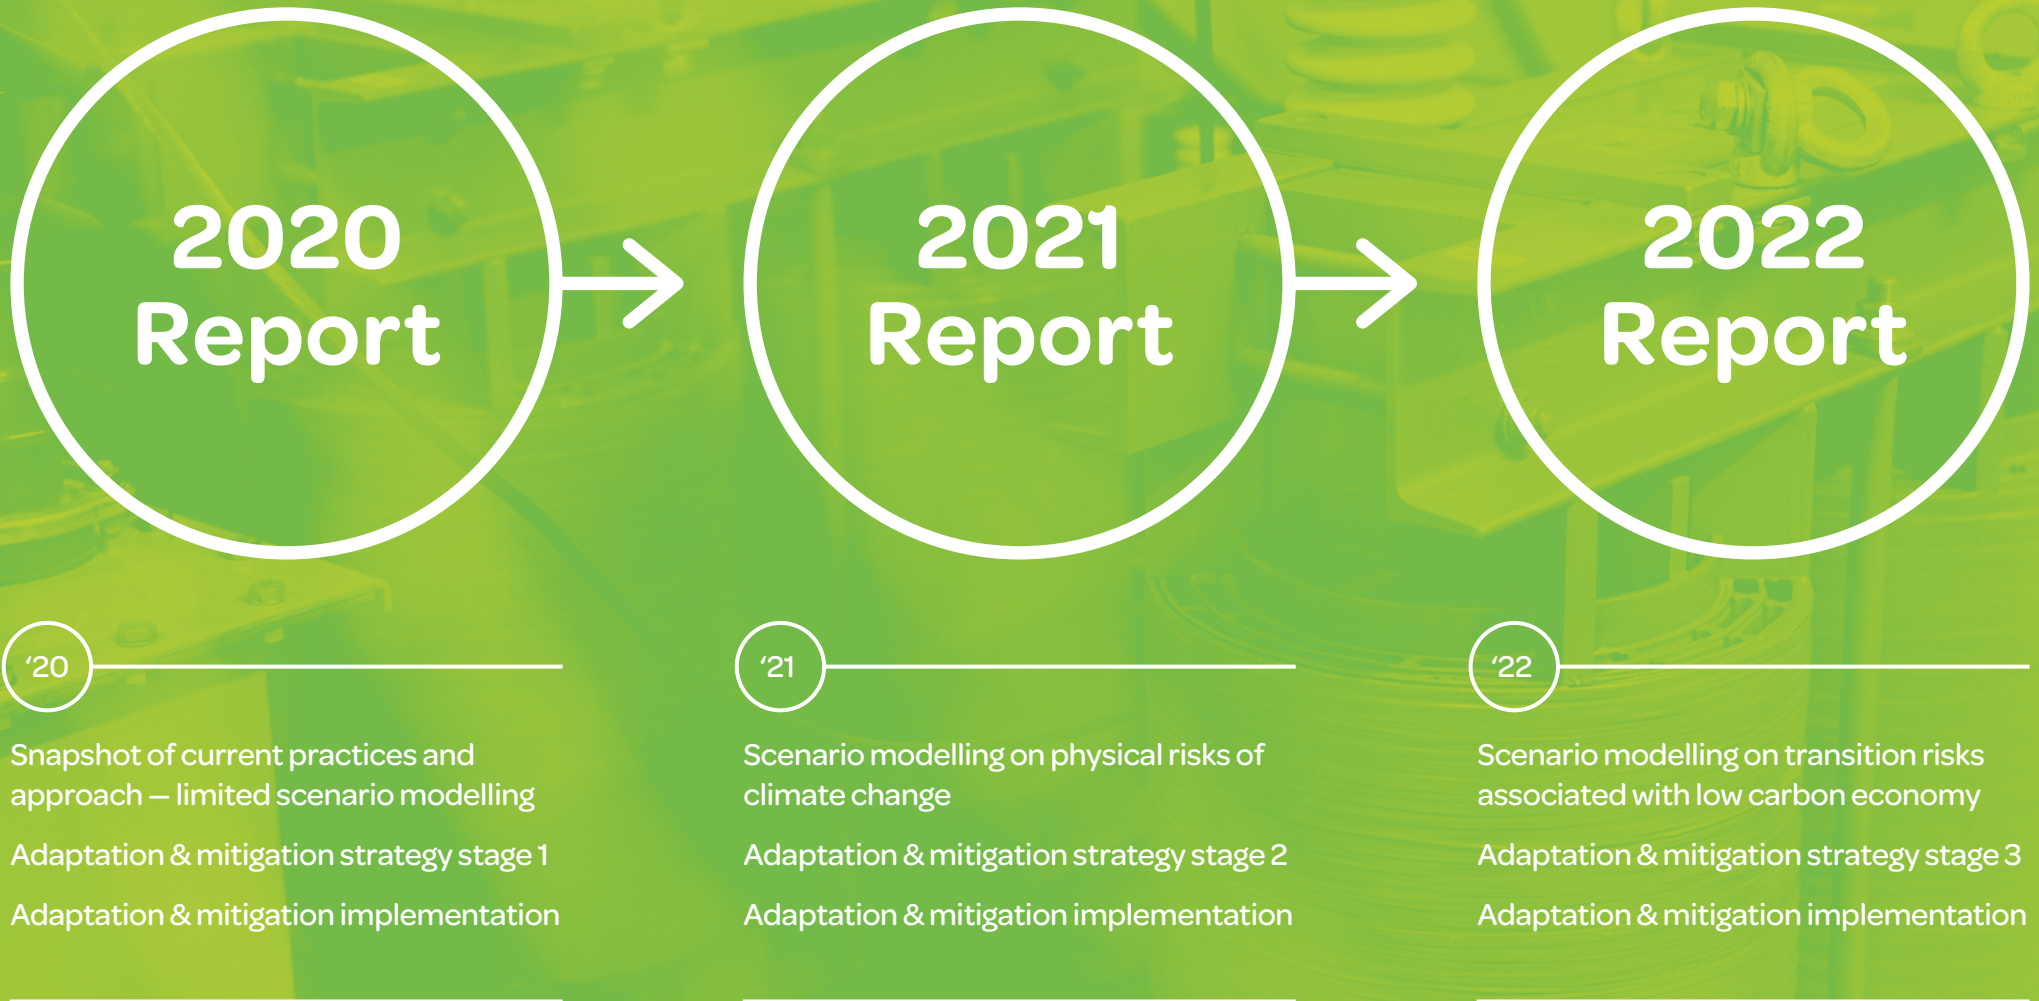 2020
Report
2021
Report
2022
Report
‘20
Snapshot of current practices and
approach — limited scenario modelling
Adaptation & mitigation strategy stage 1
Adaptation & mitigation implementation
‘21
Scenario modelling on physical risks of
climate change
Adaptation & mitigation strategy stage 2
Adaptation & mitigation implementation
‘22
Scenario modelling on transition risks
associated with low carbon economy
Adaptation & mitigation strategy stage 3
Adaptation & mitigation implementation